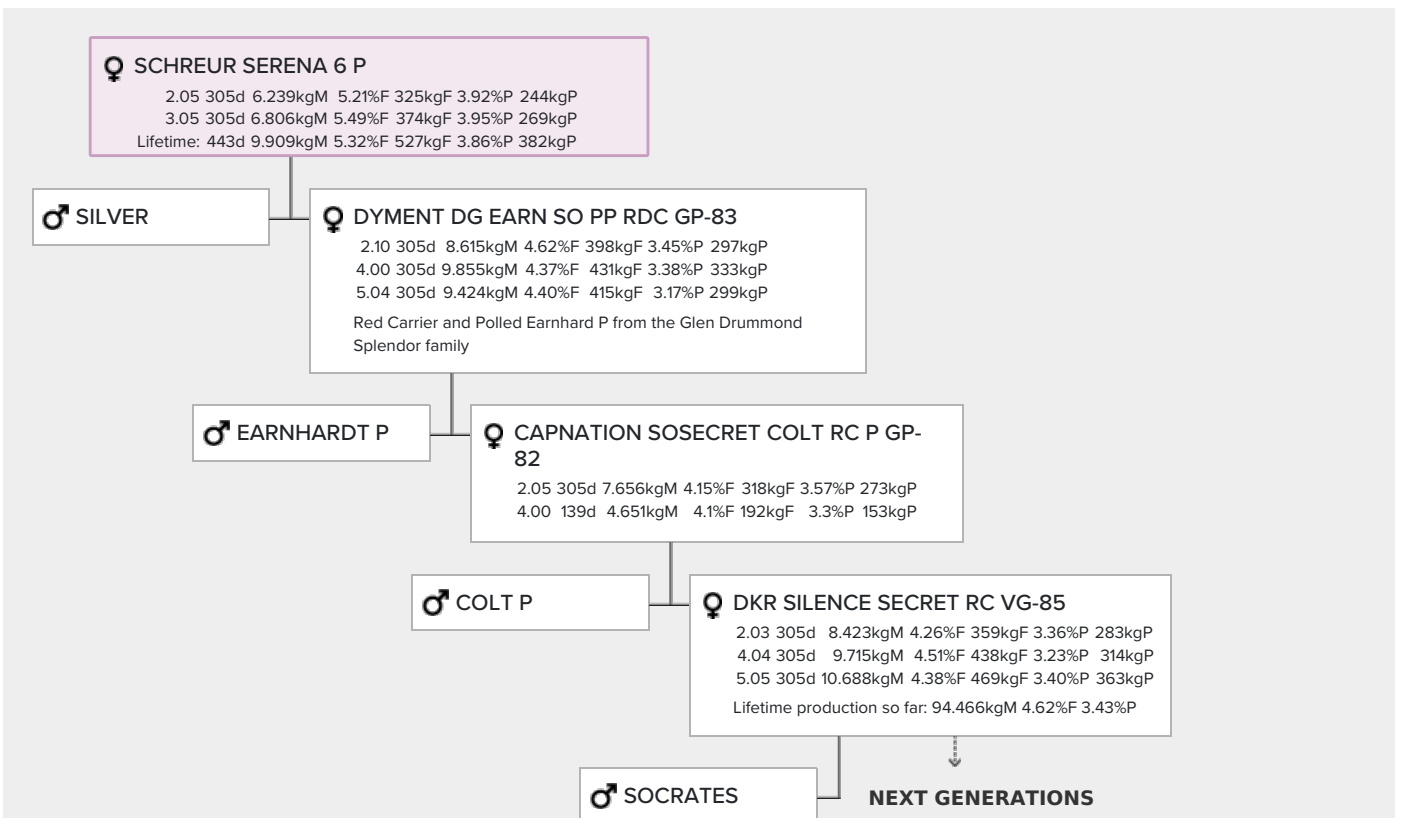 SCHREUR SERENA 6 P
2.05 305d 6.239kgM 5.21%F 325kgF 3.92%P 244kgP
3.05 305d 6.806kgM 5.49%F 374kgF 3.95%P 269kgP
Lifetime: 443d 9.909kgM 5.32%F 527kgF 3.86%P 382kgP
SILVER
DYMENT DG EARN SO PP RDC GP-83
2.10 305d 8.615kgM 4.62%F 398kgF 3.45%P 297kgP
4.00 305d 9.855kgM 4.37%F 431kgF 3.38%P 333kgP
5.04 305d 9.424kgM 4.40%F 415kgF 3.17%P 299kgP
Red Carrier and Polled Earnhard P from the Glen Drummond
Splendor family
EARNHARDT P
CAPNATION SOSECRET COLT RC P GP-
82
2.05 305d 7.656kgM 4.15%F 318kgF 3.57%P 273kgP
4.00 139d 4.651kgM 4.1%F 192kgF 3.3%P 153kgP
COLT P
DKR SILENCE SECRET RC VG-85
2.03 305d 8.423kgM 4.26%F 359kgF 3.36%P 283kgP
4.04 305d 9.715kgM 4.51%F 438kgF 3.23%P 314kgP
5.05 305d 10.688kgM 4.38%F 469kgF 3.40%P 363kgP
Lifetime production so far: 94.466kgM 4.62%F 3.43%P
SOCRATES
NEXT GENERATIONS